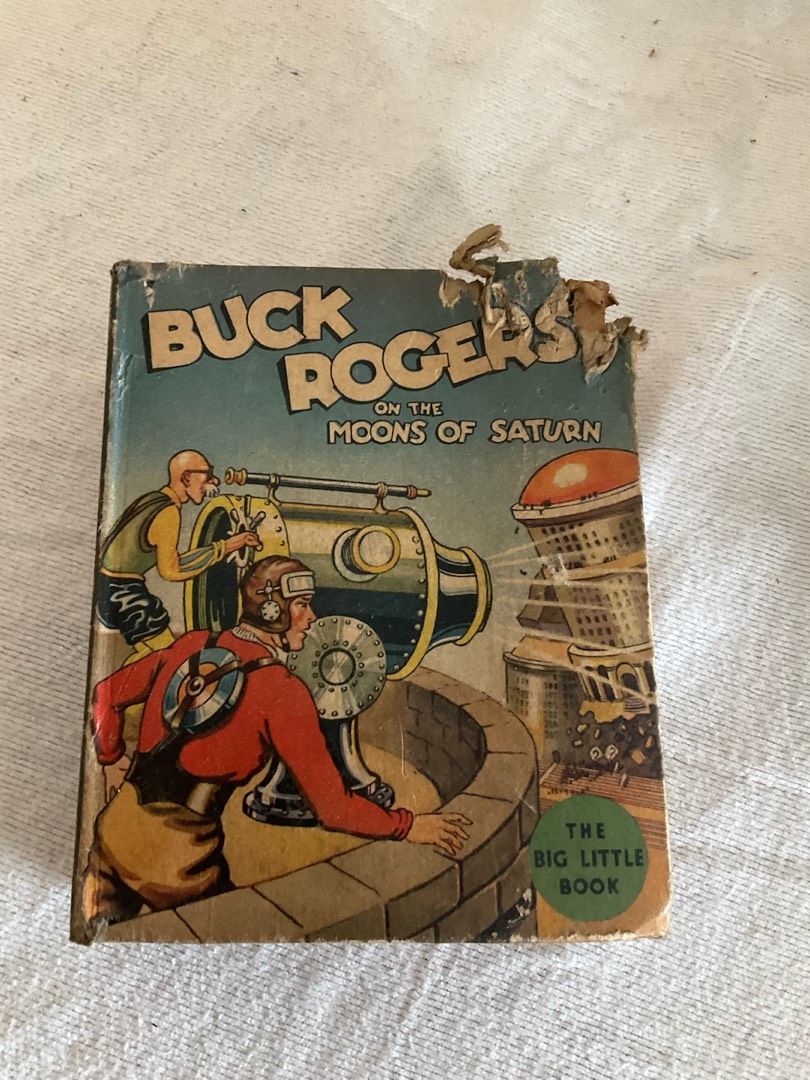 BUCK
ROGERS
ON THE
MOONS OF SATURN
THE
BIG LITTLE
BOOK